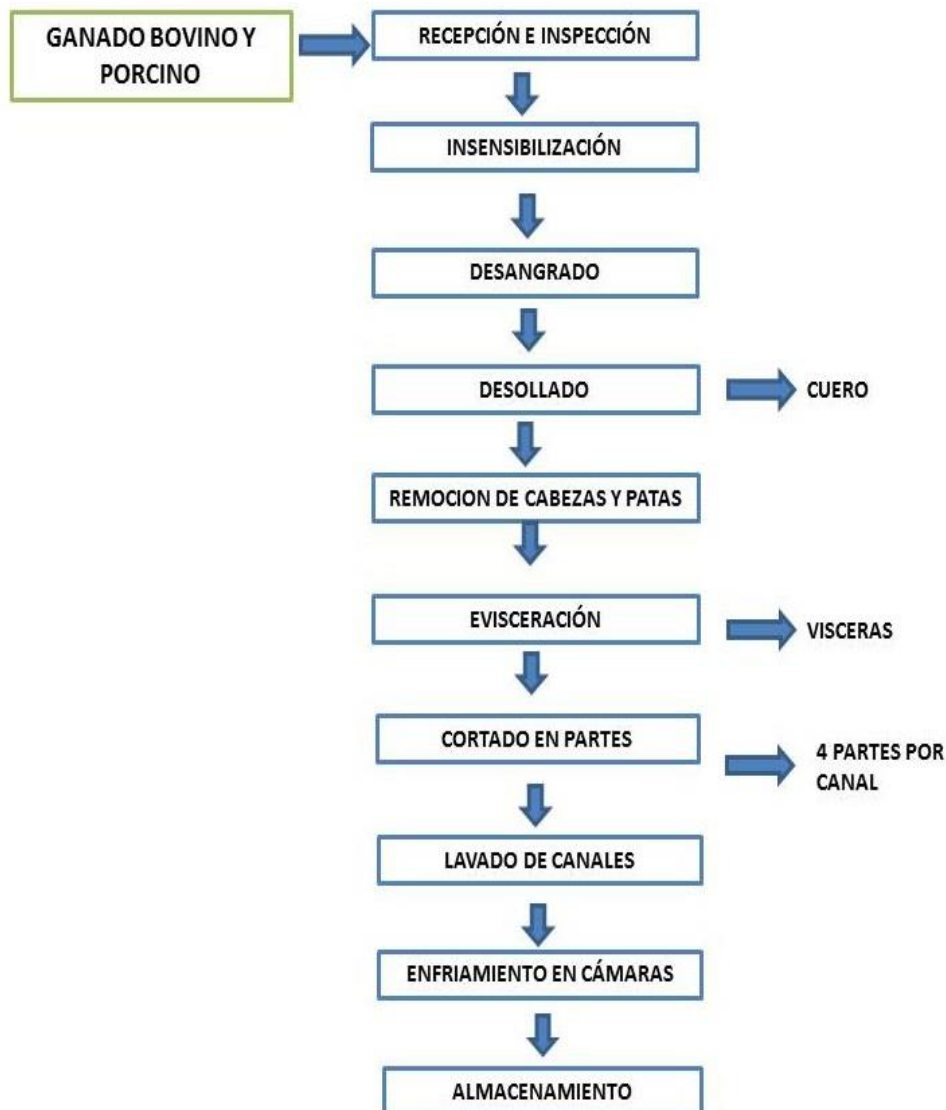 GANADO BOVINO Y
PORCINO
RECEPCIÓN E INSPECCIÓN
INSENSIBILIZACIÓN
DESANGRADO
DESOLLADO
CUERO
REMOCION DE CABEZAS Y PATAS
EVISCERACIÓN
VISCERAS
CORTADO EN PARTES
4 PARTES POR
CANAL
LAVADO DE CANALES
ENFRIAMIENTO EN CÁMARAS
ALMACENAMIENTO